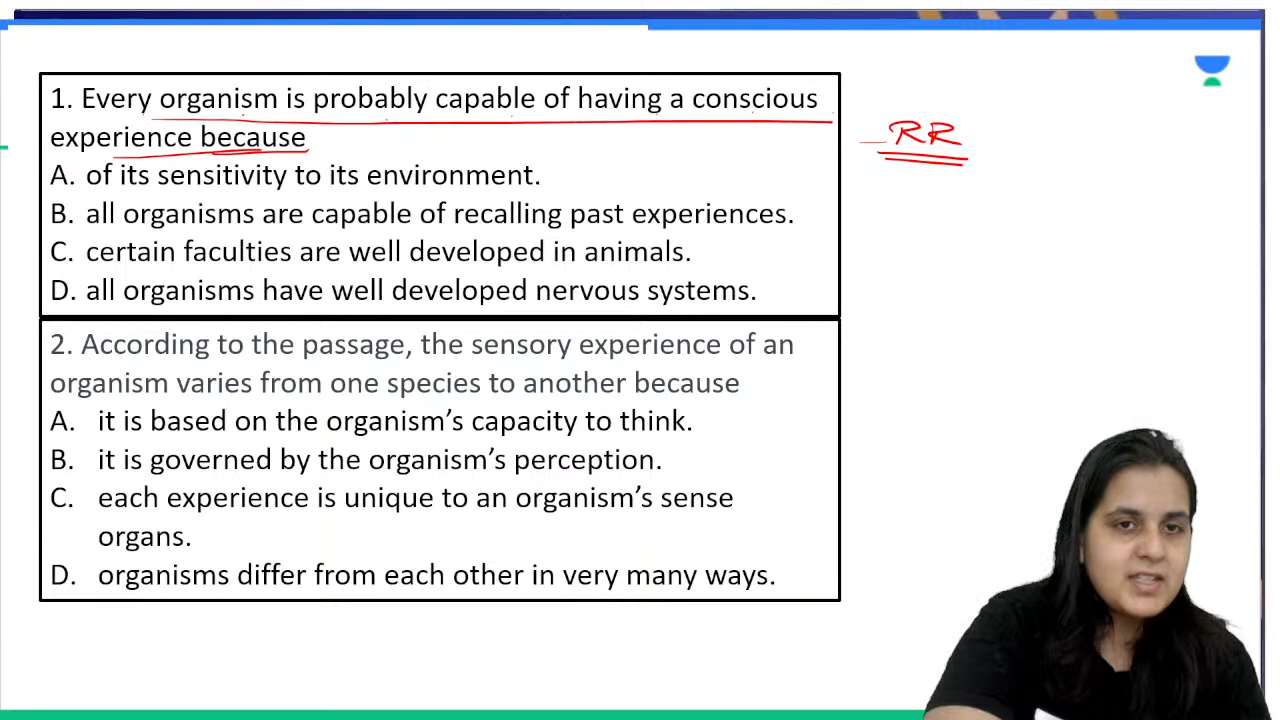 1. Every organism is probably capable of having a conscious
experience because
RR
A. of its sensitivity to its environment.
B. all organisms are capable of recalling past experiences.
C. certain faculties are well developed in animals.
D. all organisms have well developed nervous systems.
2. According to the passage, the sensory experience of an
organism varies from one species to another because
A. it is based on the organism’s capacity to think.
B. it is governed by the organism’s perception.
C. each experience is unique to an organism’s sense
organs.
D. organisms differ from each other in very many ways.